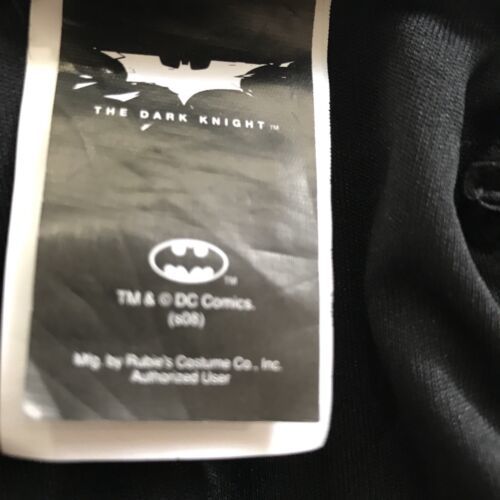 THE DARK KNIGHT™
TM
TM & © DC Comics.
(s08)
Mfg. by Rubie's Costume Co., Inc.
Authorized User